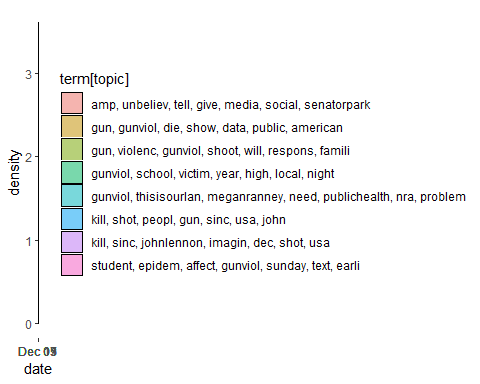 term[topic]
amp, unbeliev, tell, give, media, social, senatorpark
gun, gunviol, die, show, data, public, american
gun, violenc, gunviol, shoot, will, respons, famili
gunviol, school, victim, year, high, local, night
gunviol, thisisourlan, meganranney, need, publichealth, nra, problem
kill, shot, peopl, gun, sinc, usa, john
kill, sinc, johnlennon, imagin, dec, shot, usa
student, epidem, affect, gunviol, sunday, text, earli
density
3
2
1
0
Dec
date